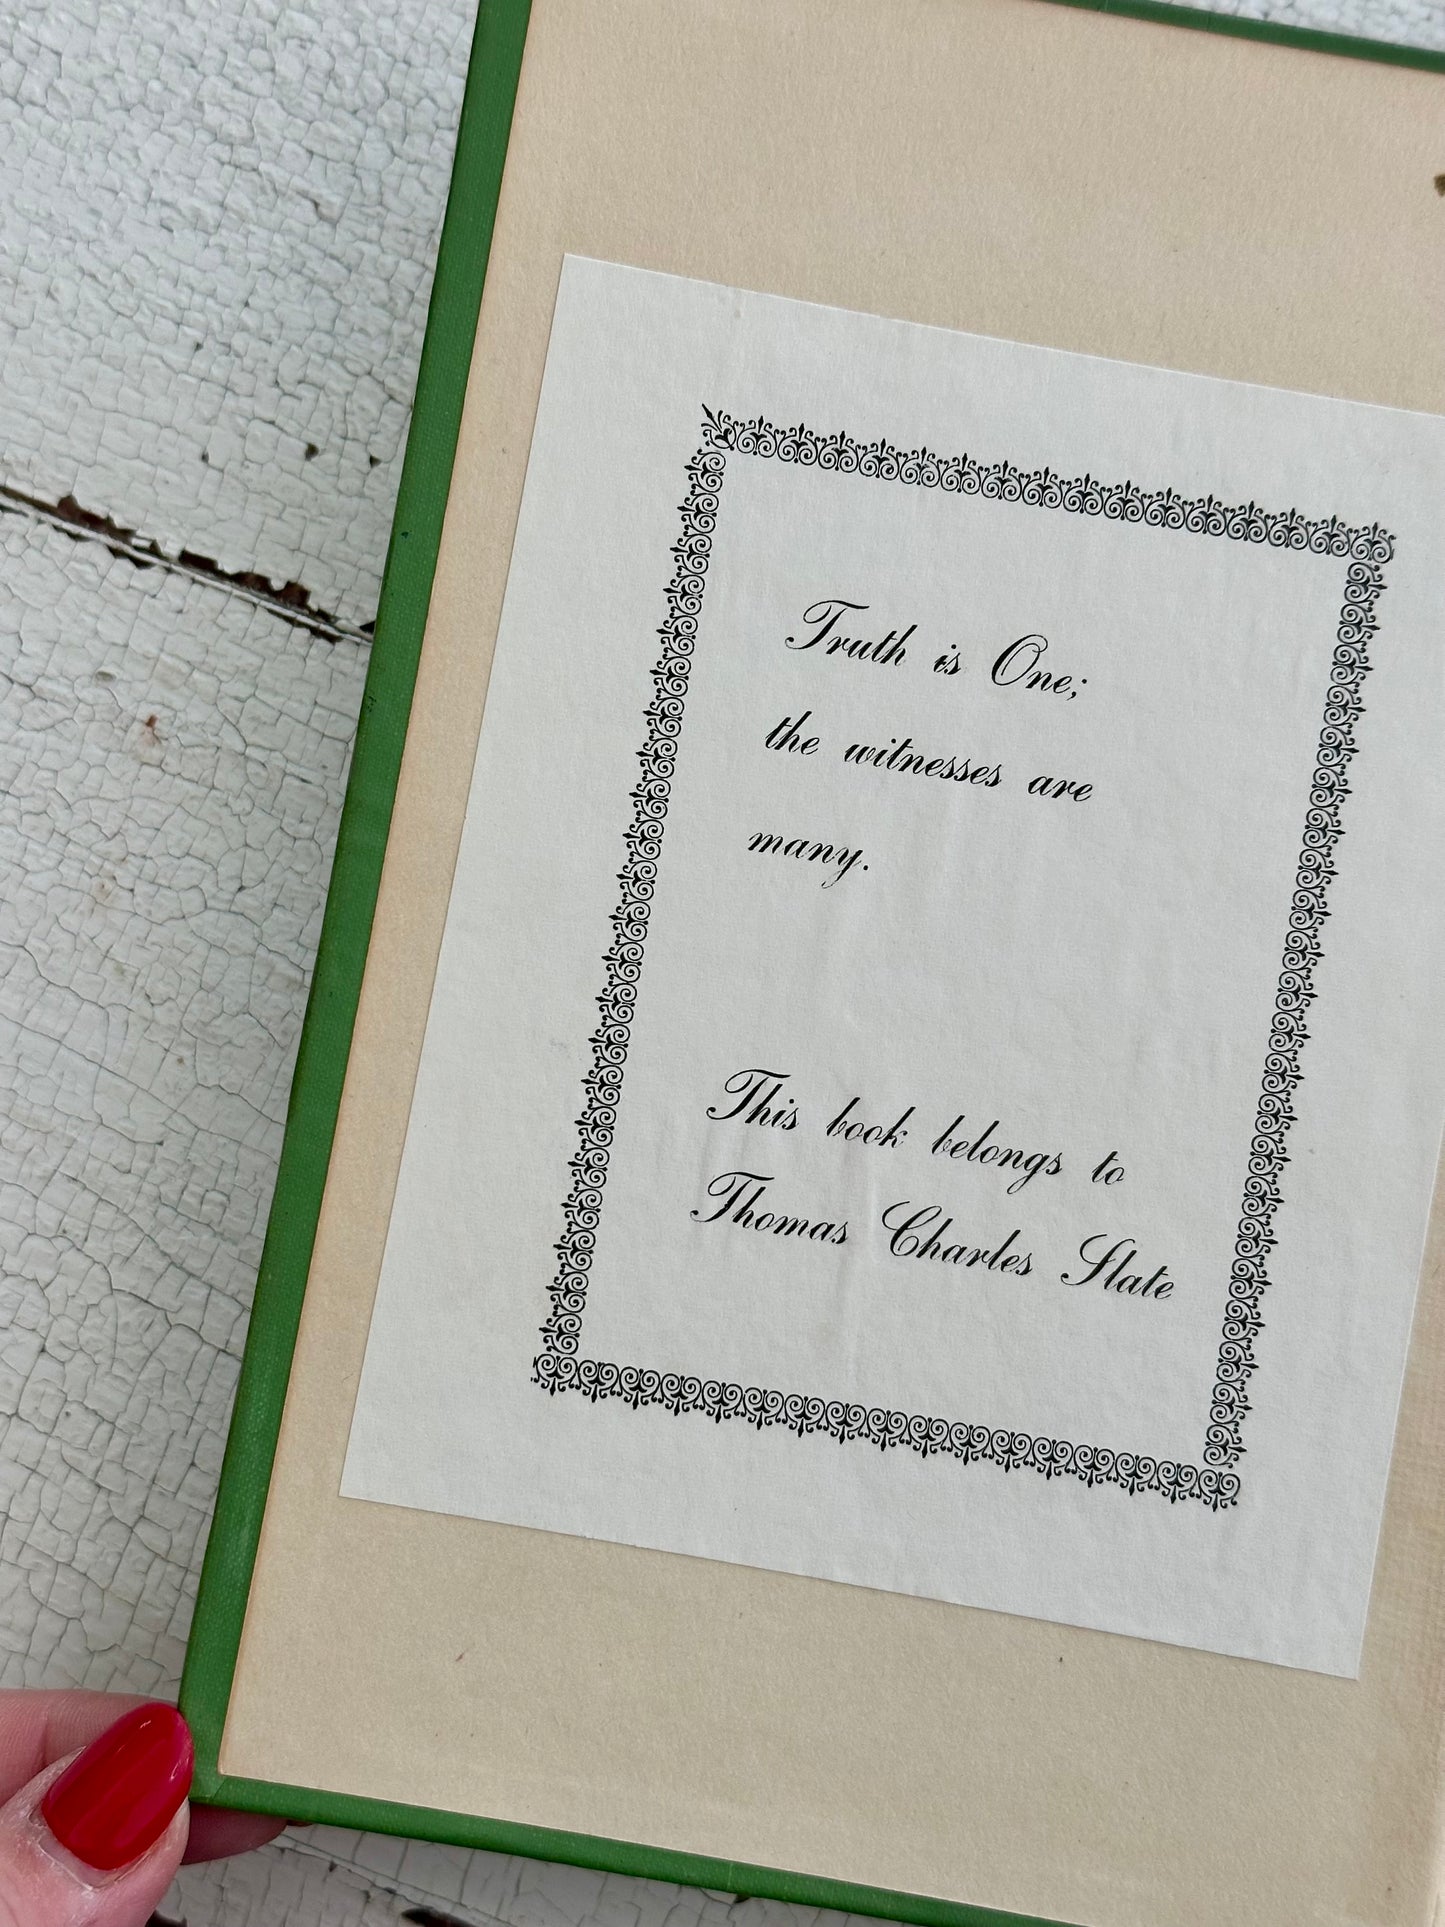 Truth is One;
the witnesses are
many.
This book belongs to
Thomas Charles Slate